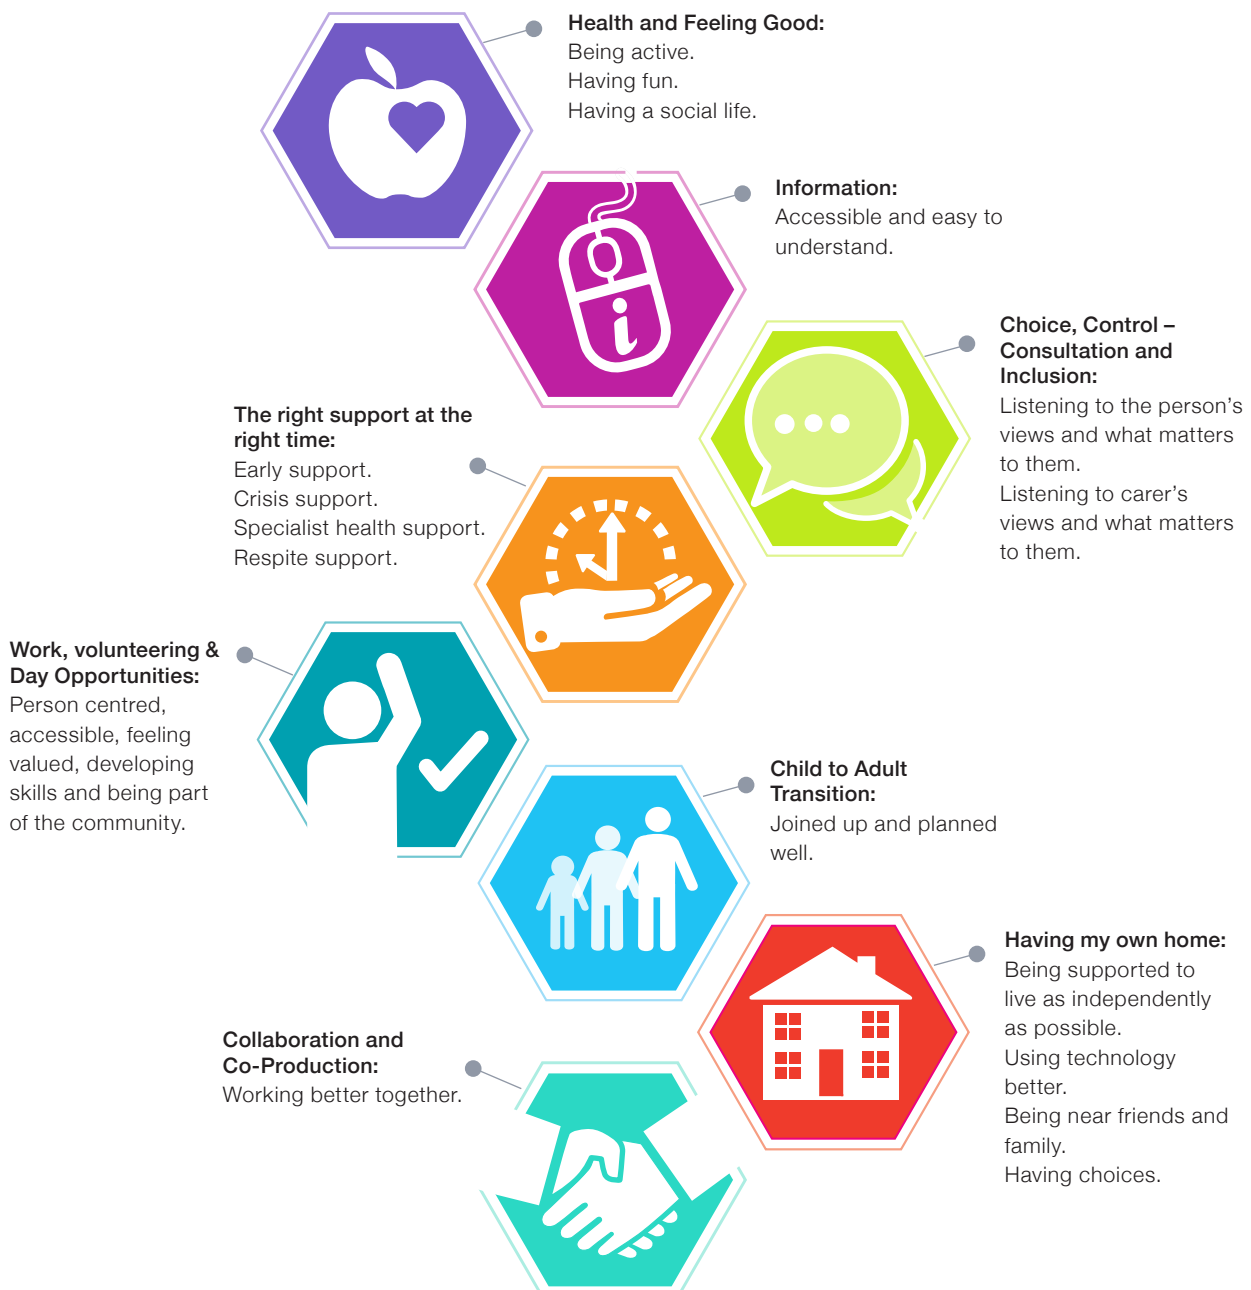 Health and Feeling Good:
Being active.
Having fun.
Having a social life.
Information:
Accessible and easy to
understand.
Choice, Control –
Consultation and
Inclusion:
Listening to the person’s
views and what matters
to them.
Listening to carer’s
views and what matters
to them.
The right support at the
right time:
Early support.
Crisis support.
Specialist health support.
Respite support.
Work, volunteering &
Day Opportunities:
Person centred,
accessible, feeling
valued, developing
skills and being part
of the community.
Child to Adult
Transition:
Joined up and planned
well.
Having my own home:
Being supported to
live as independently
as possible.
Using technology
better.
Being near friends and
family.
Having choices.
Collaboration and
Co-Production:
Working better together.